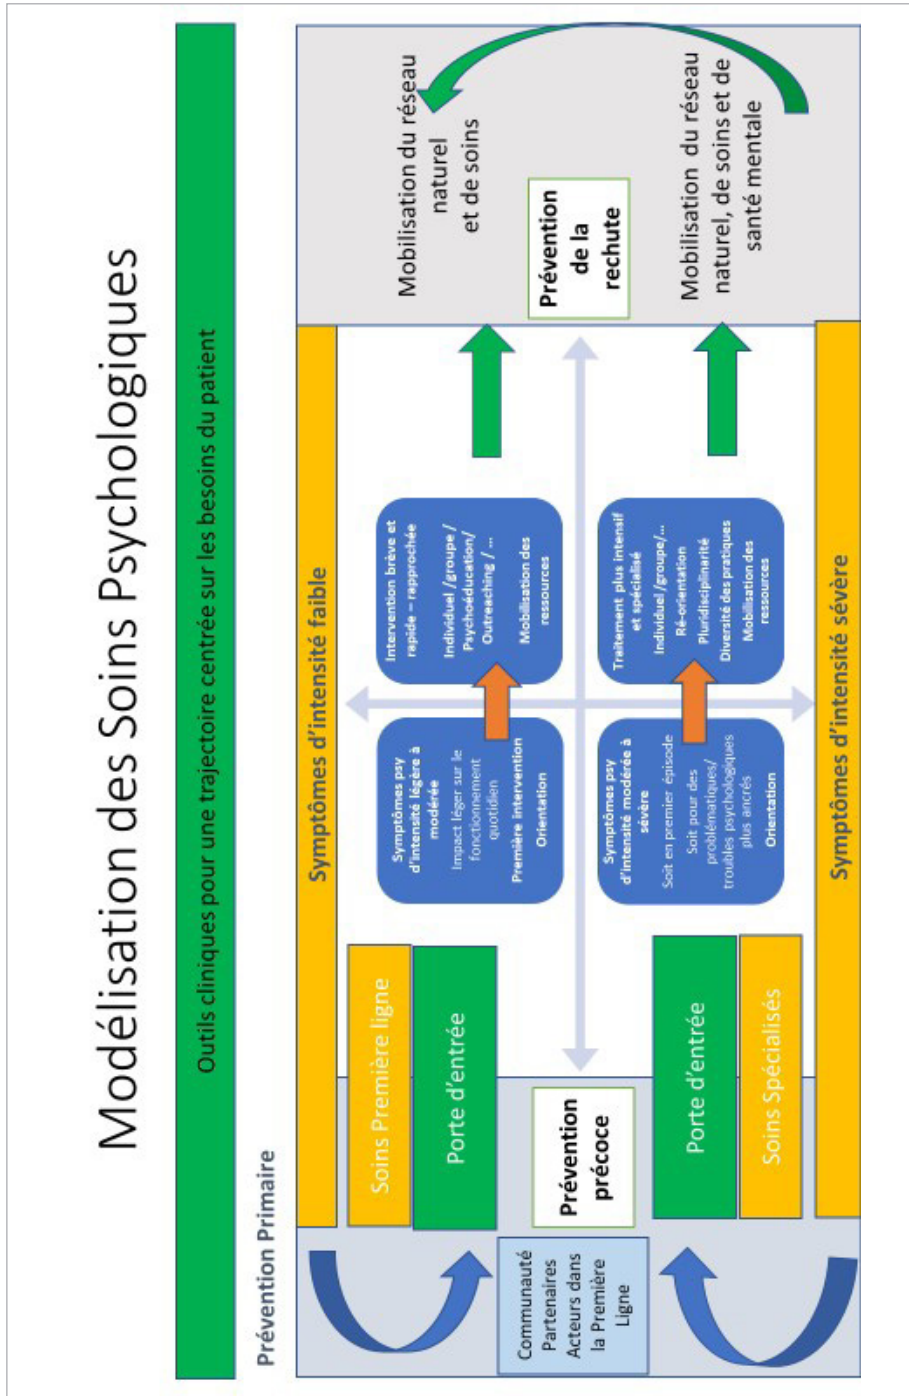 Modélisation des Soins Psychologiques
Outils cliniques pour une trajectoire centrée sur les besoins du patient
Prévention Primaire
Symptômes d'intensité faible
Soins Première ligne
Porte d'entrée
Communauté
Partenaires
Acteurs dans
la Première
Ligne
Prévention
précoce
Porte d'entrée
Soins Spécialisés
Symptômes psy
d'intensité légère à
modérée
Impact léger sur le
fonctionnement
quotidien
Première intervention
Orientation
Intervention brève et
rapide – rapprochée
Individuel /groupe /
Psychoéducation/
Outreaching / ...
Mobilisation des
ressources
Symptômes psy
d'intensité modérée à
sévère
Soit en premier épisode
Soit pour des
problématiques/
troubles psychologiques
plus ancrés
Orientation
Traitement plus intensif
et spécialisé
Individuel /groupe/...
Ré-orientation
Pluridisciplinarité
Diversité des pratiques
Mobilisation des
ressources
Mobilisation du réseau
naturel
et de soins
Prévention
de la
rechute
Mobilisation du réseau
naturel, de soins et de
santé mentale
Symptômes d'intensité sévère